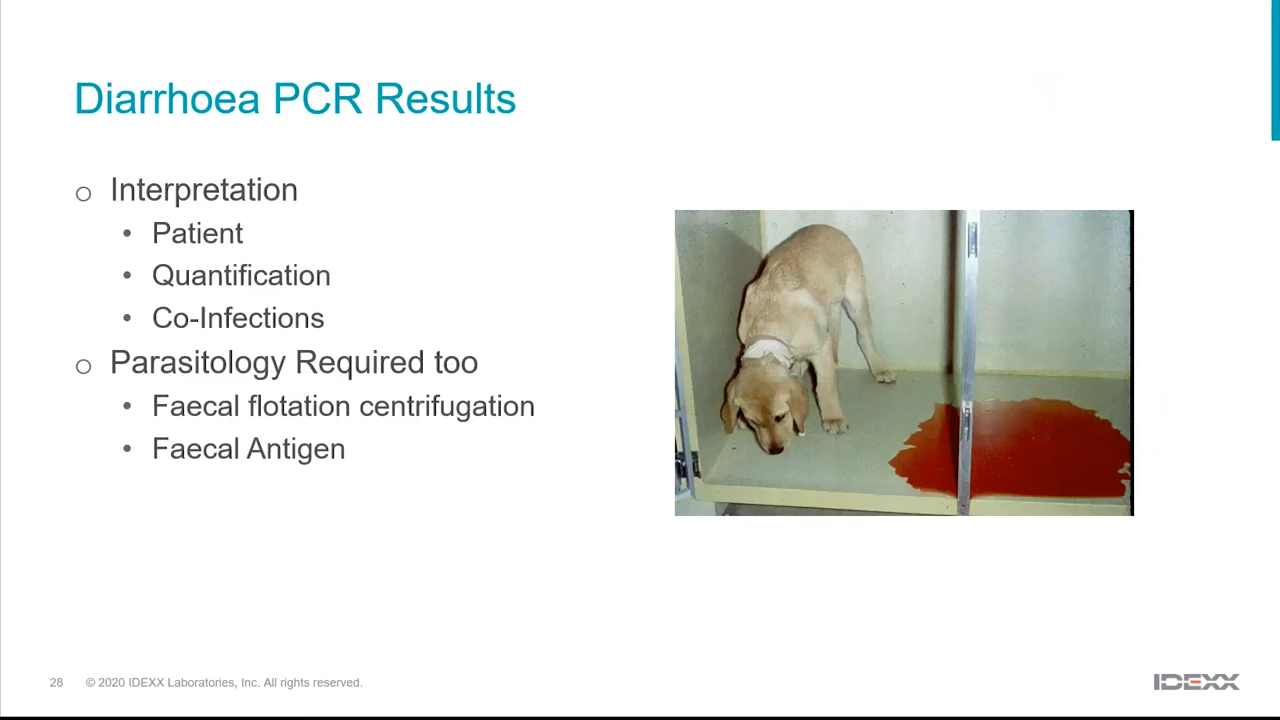 Diarrhoea PCR Results
o Interpretation
• Patient
• Quantification
• Co-Infections
o Parasitology Required too
• Faecal flotation centrifugation
• Faecal Antigen
28 © 2020 IDEXX Laboratories, Inc. All rights reserved.
IDEXX